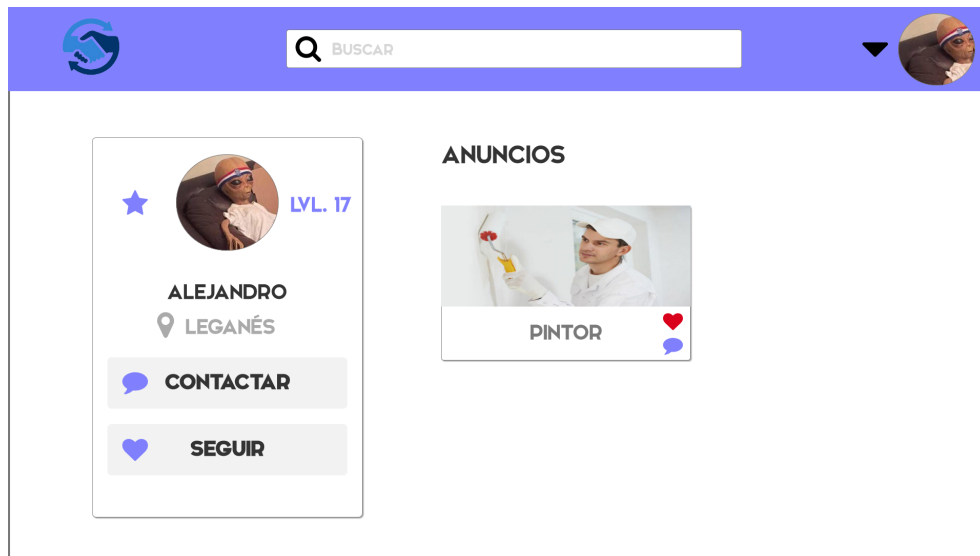 BUSCAR
ANUNCIOS
LVL. 17
ALEJANDRO
LEGANÉS
CONTACTAR
SEGUIR
PINTOR